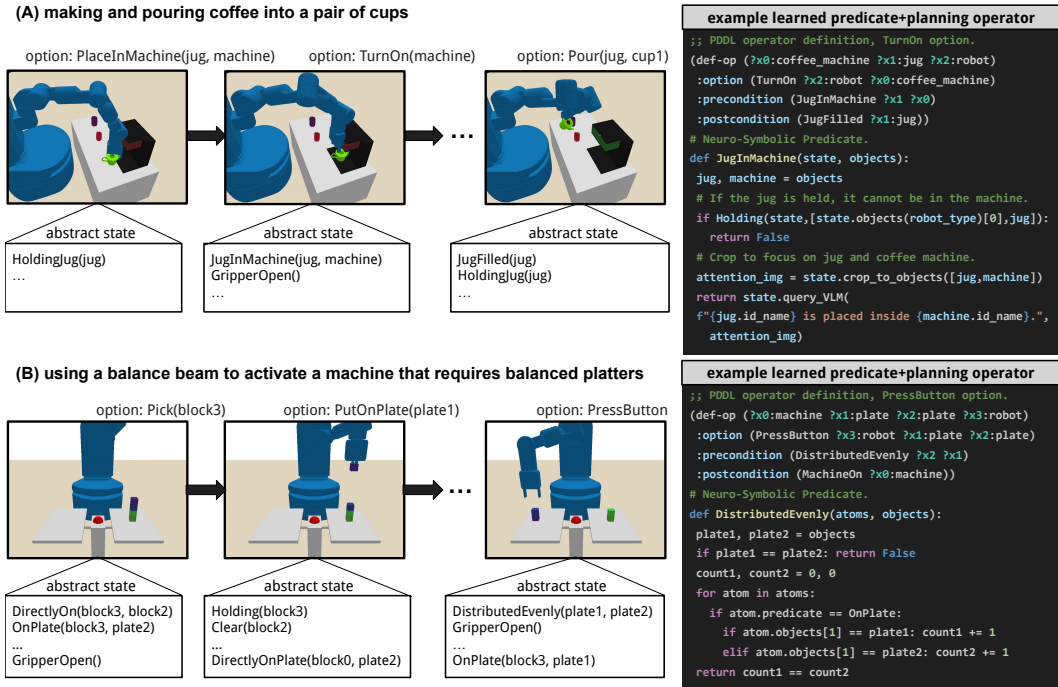 (A) making and pouring coffee into a pair of cups
option: PlaceInMachine(jug, machine)
option: TurnOn(machine)
option: Pour(jug, cup1)
...
abstract state
HoldingJug(jug)
...
abstract state
JugInMachine(jug, machine)
GripperOpen()
...
abstract state
JugFilled(jug)
HoldingJug(jug)
...
example learned predicate+planning operator
;; PDDL operator definition, TurnOn option.
(def-op (?x0:coffee_machine ?x1:jug ?x2:robot)
:option (TurnOn ?x2:robot ?x0:coffee_machine)
:precondition (JugInMachine ?x1 ?x0)
:postcondition (JugFilled ?x1:jug))
# Neuro-Symbolic Predicate.
def JugInMachine(state, objects):
jug, machine = objects
# If the jug is held, it cannot be in the machine.
if Holding(state,[state.objects(robot_type)[0],jug]):
return False
# Crop to focus on jug and coffee machine.
attention_img = state.crop_to_objects([jug,machine])
return state.query_VLM(
f"{jug.id_name} is placed inside {machine.id_name}.",
attention_img)
(B) using a balance beam to activate a machine that requires balanced platters
option: Pick(block3)
option: PutOnPlate(plate1)
option: PressButton
...
abstract state
DirectlyOn(block3, block2)
OnPlate(block3, plate2)
...
GripperOpen()
abstract state
Holding(block3)
Clear(block2)
...
DirectlyOnPlate(block0, plate2)
abstract state
DistributedEvenly(plate1, plate2)
GripperOpen()
...
OnPlate(block3, plate1)
example learned predicate+planning operator
;; PDDL operator definition, PressButton option.
(def-op (?x0:machine ?x1:plate ?x2:plate ?x3:robot)
:option (PressButton ?x3:robot ?x1:plate ?x2:plate)
:precondition (DistributedEvenly ?x2 ?x1)
:postcondition (MachineOn ?x0:machine))
# Neuro-Symbolic Predicate.
def DistributedEvenly(atoms, objects):
plate1, plate2 = objects
if plate1 == plate2: return False
count1, count2 = 0, 0
for atom in atoms:
if atom.predicate == OnPlate:
if atom.objects[1] == plate1: count1 += 1
elif atom.objects[1] == plate2: count2 += 1
return count1 == count2